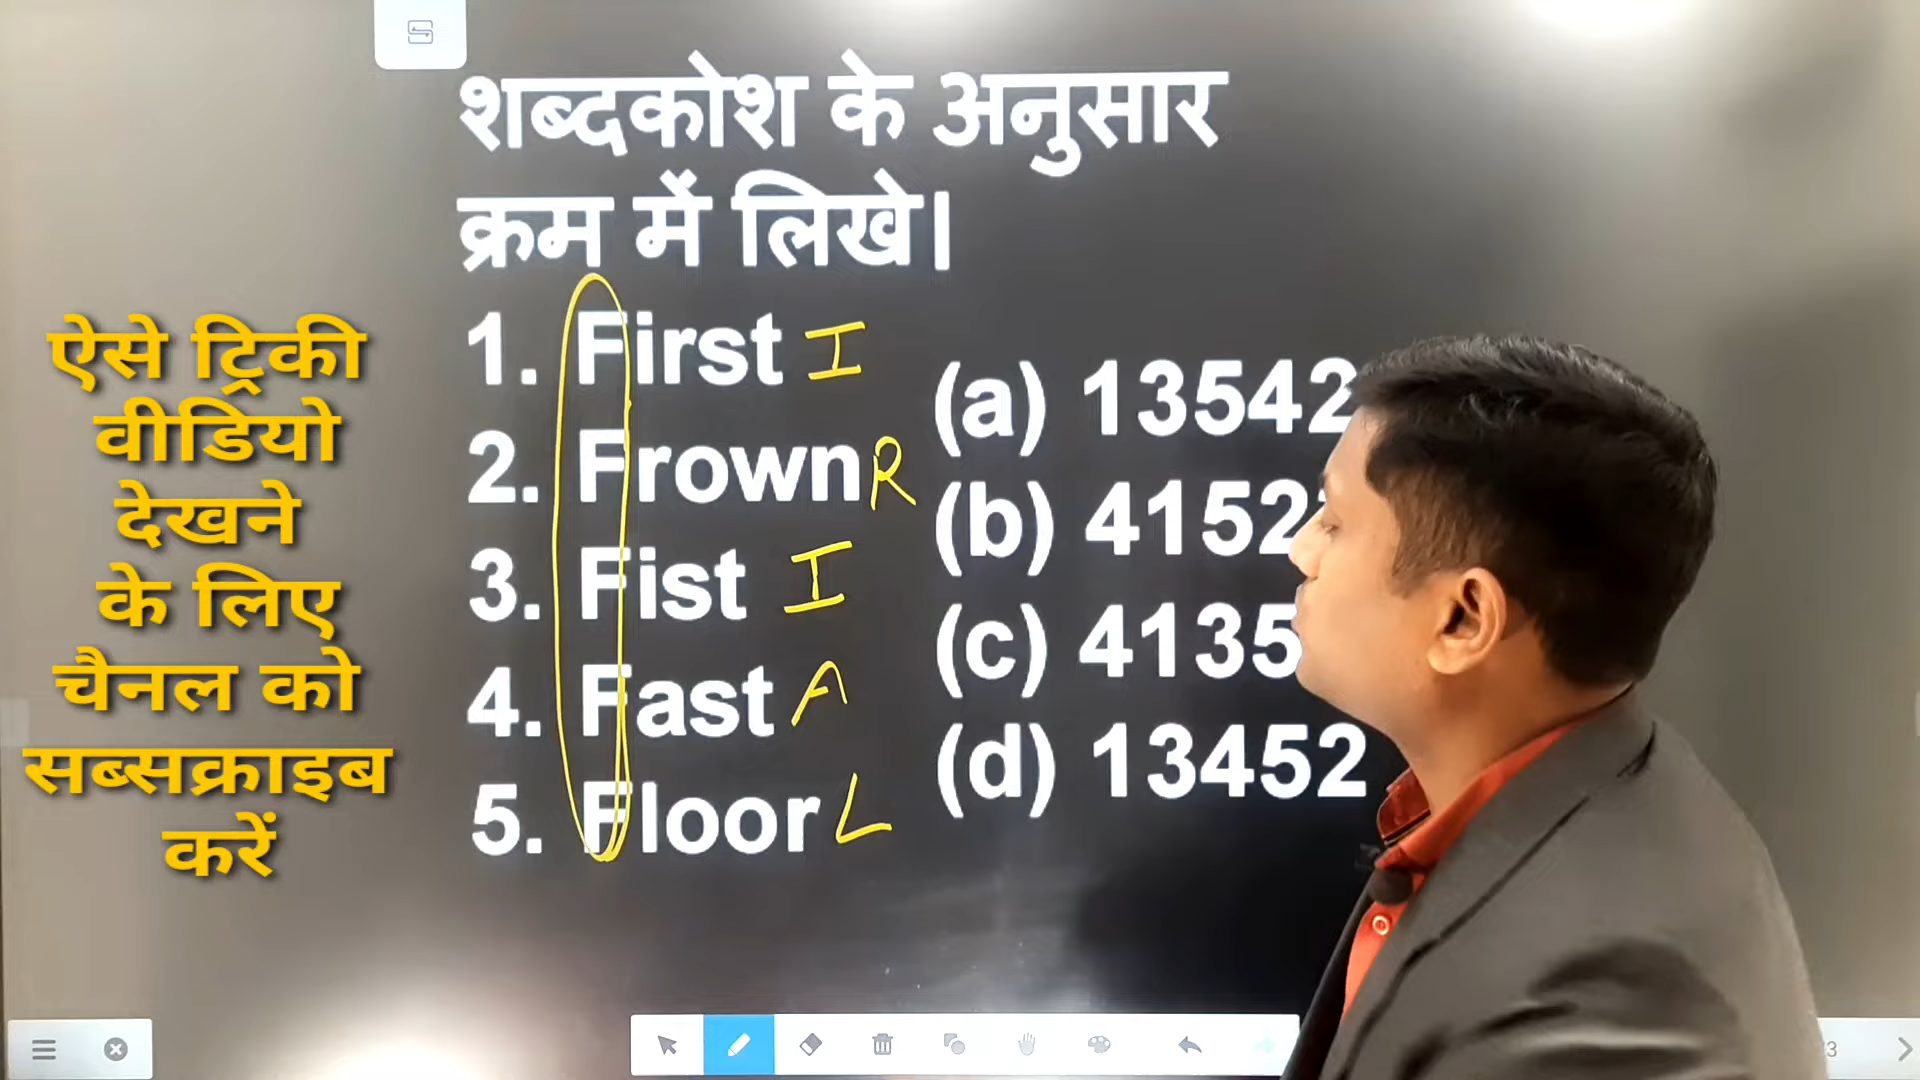 शब्दकोश के अनुसार
क्रम में लिखे।
1. First I
2. Frown R
3. Fist I
4. Fast A
5. Floor L
(a) 13542
(b) 4152
(c) 4135
(d) 13452
ऐसे ट्रिकी
वीडियो
देखने
के लिए
चैनल को
सब्सक्राइब
करें